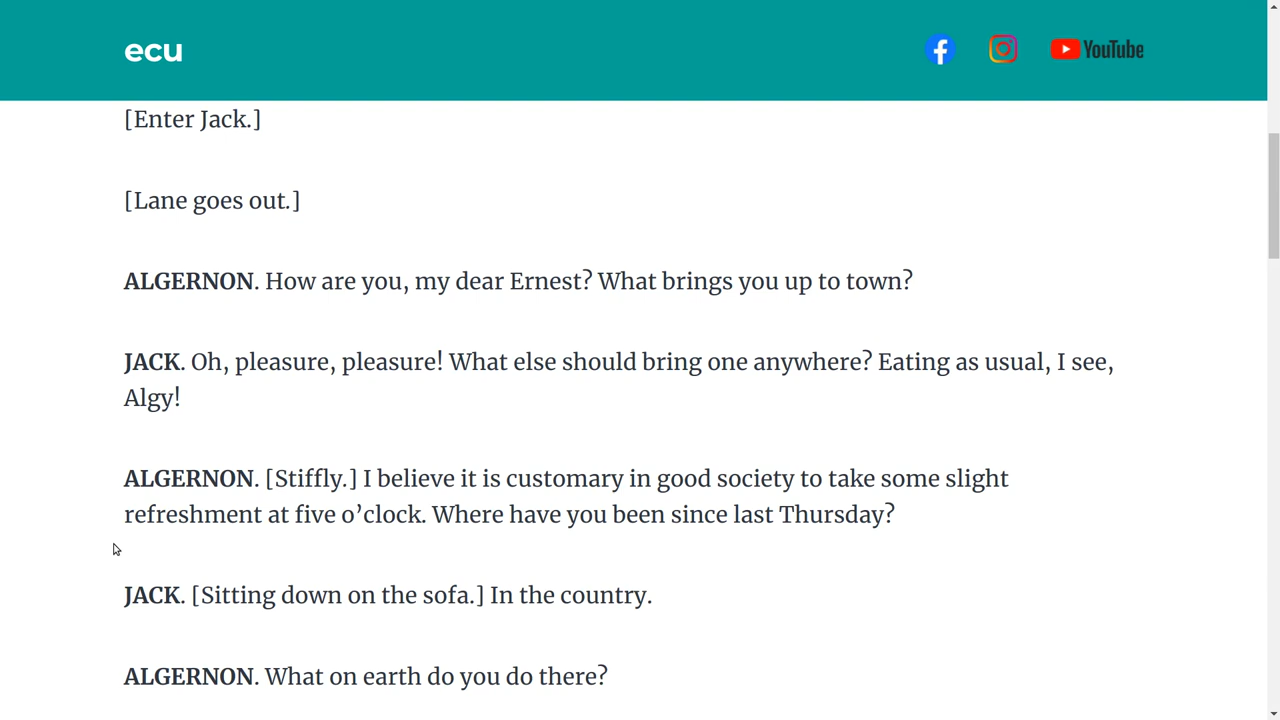 ecu
YouTube
[Enter Jack.]
[Lane goes out.]
ALGERNON. How are you, my dear Ernest? What brings you up to town?
JACK. Oh, pleasure, pleasure! What else should bring one anywhere? Eating as usual, I see,
Algy!
ALGERNON. [Stiffly.] I believe it is customary in good society to take some slight
refreshment at five o’clock. Where have you been since last Thursday?
JACK. [Sitting down on the sofa.] In the country.
ALGERNON. What on earth do you do there?